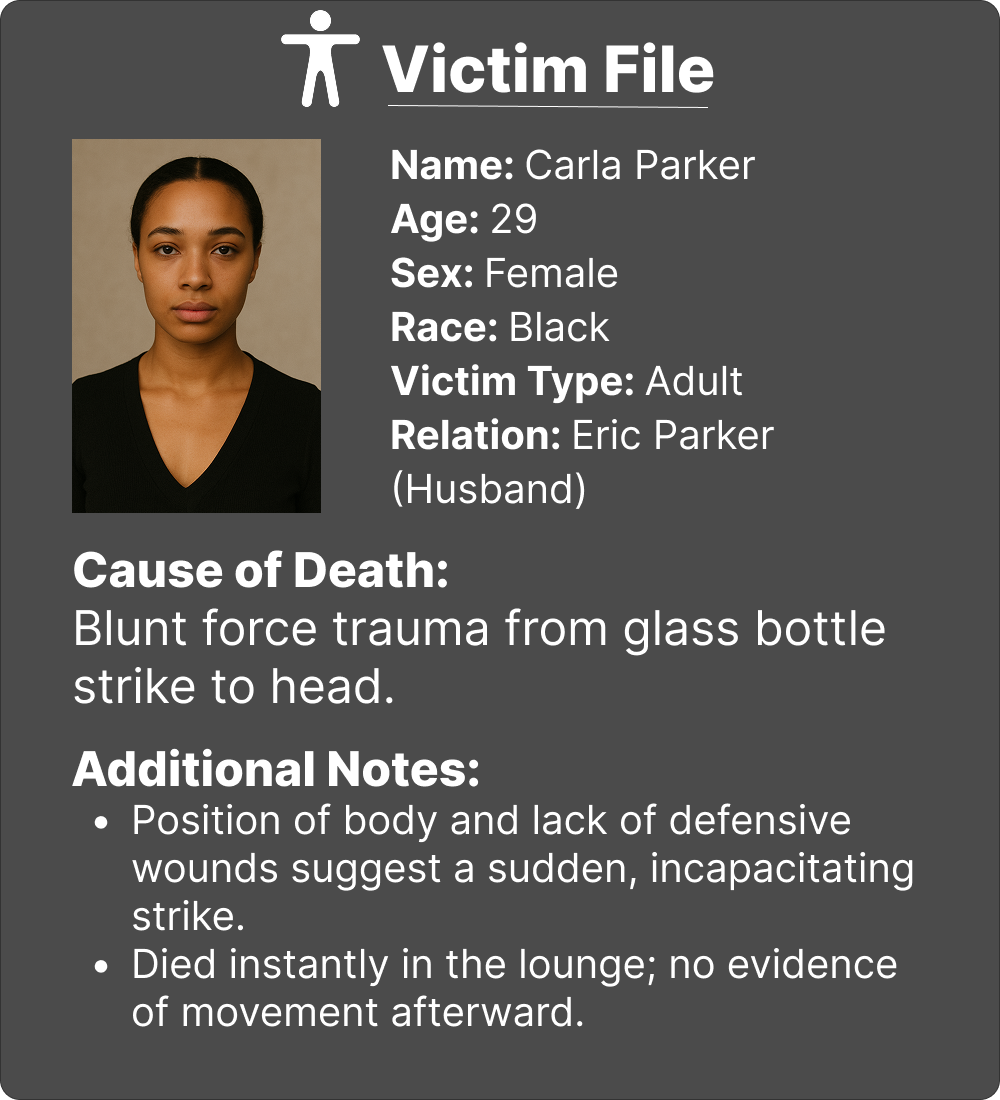 Victim File
Name: Carla Parker
Age: 29
Sex: Female
Race: Black
Victim Type: Adult
Relation: Eric Parker
(Husband)
Cause of Death:
Blunt force trauma from glass bottle
strike to head.
Additional Notes:
• Position of body and lack of defensive
wounds suggest a sudden, incapacitating
strike.
• Died instantly in the lounge; no evidence
of movement afterward.